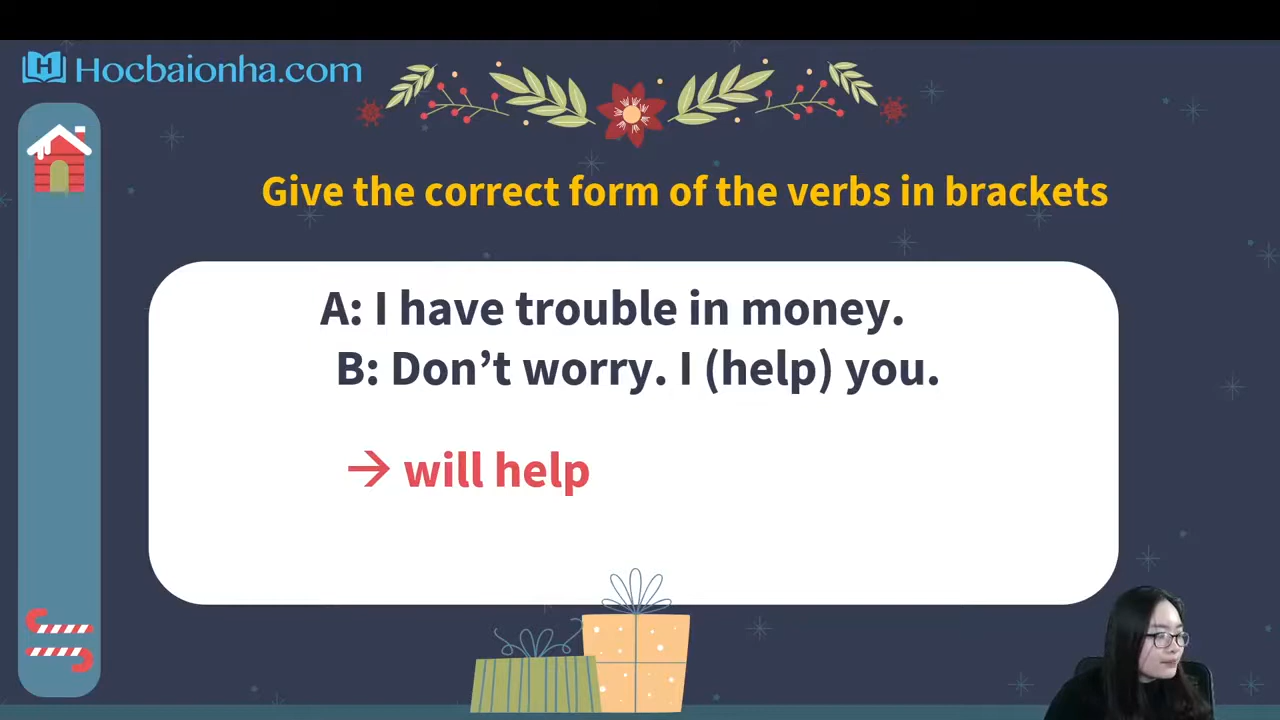 Hocbaionha.com
Give the correct form of the verbs in brackets
A: I have trouble in money.
B: Don’t worry. I (help) you.
→ will help